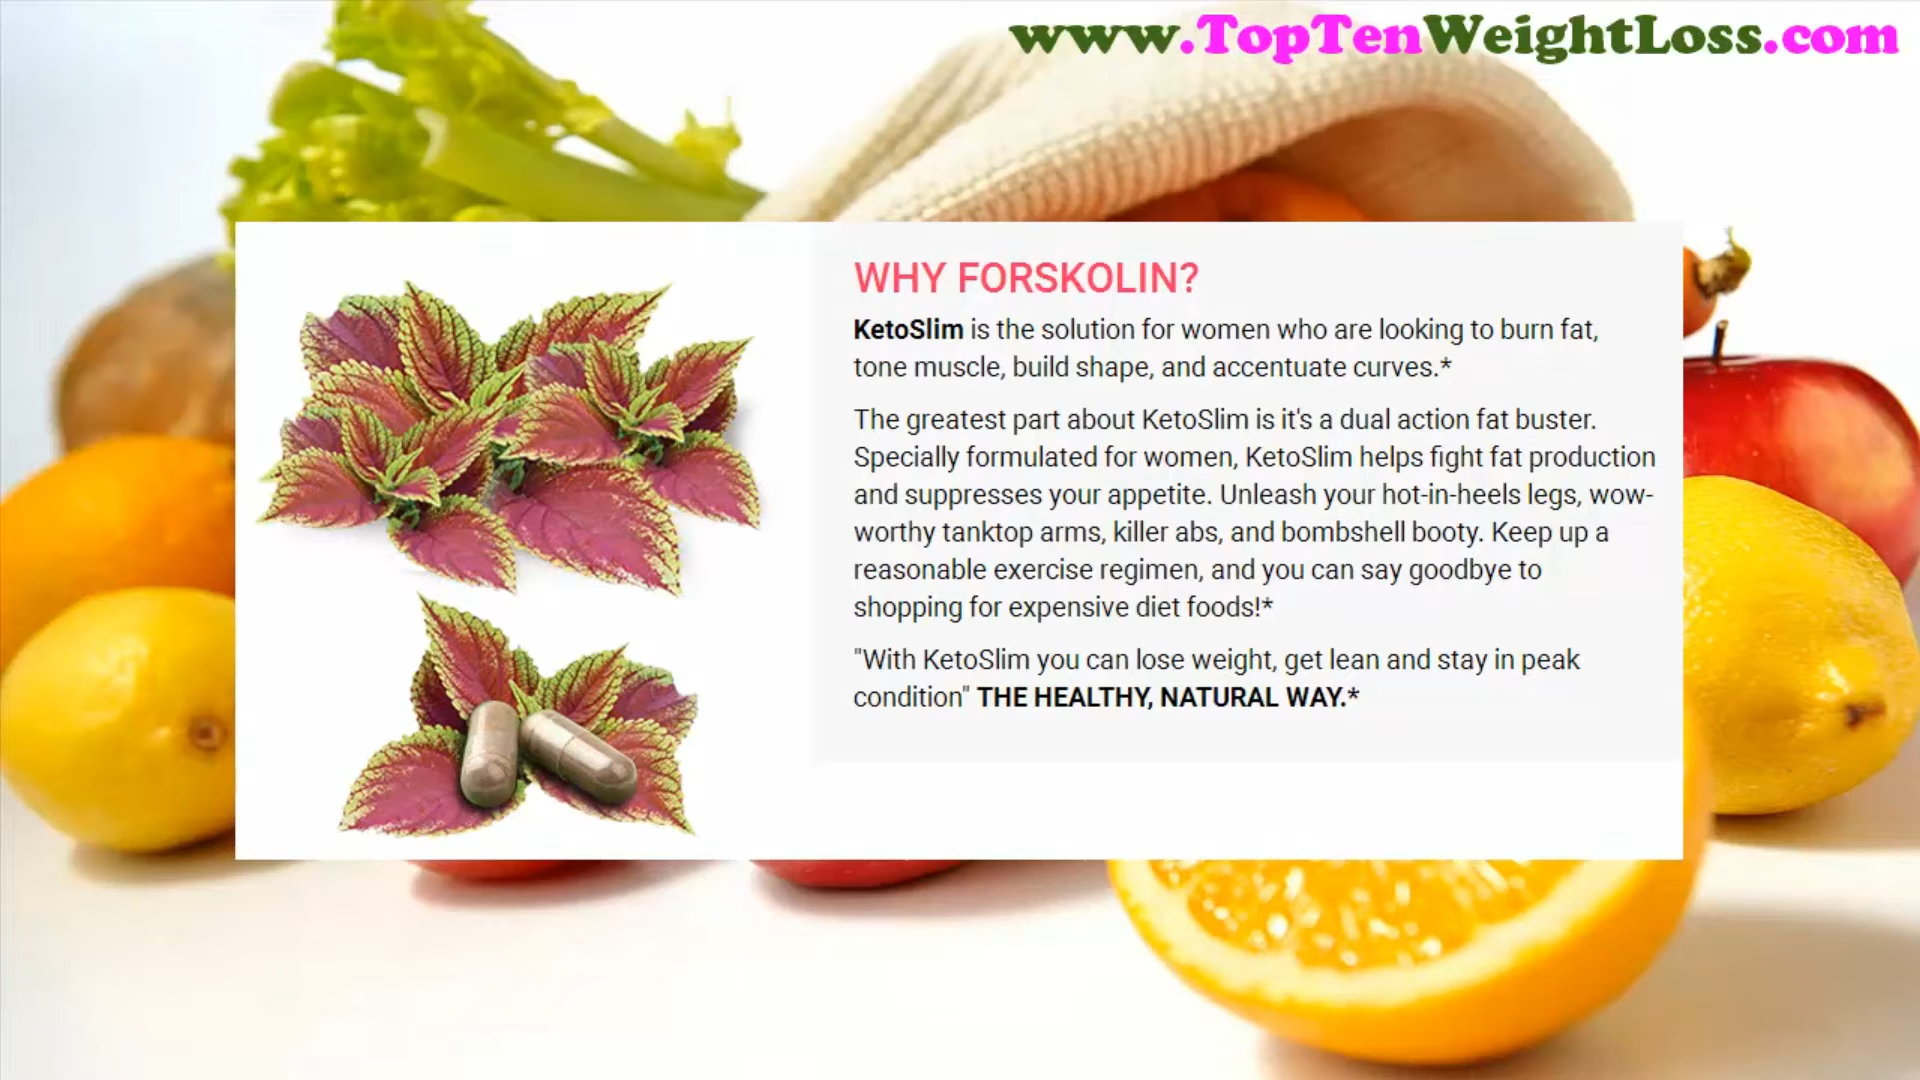 www.TopTenWeightLoss.com
WHY FORSKOLIN?
KetoSlim is the solution for women who are looking to burn fat,
tone muscle, build shape, and accentuate curves.*
The greatest part about KetoSlim is it's a dual action fat buster.
Specially formulated for women, KetoSlim helps fight fat production
and suppresses your appetite. Unleash your hot-in-heels legs, wow-
worthy tanktop arms, killer abs, and bombshell booty. Keep up a
reasonable exercise regimen, and you can say goodbye to
shopping for expensive diet foods!*
"With KetoSlim you can lose weight, get lean and stay in peak
condition" THE HEALTHY, NATURAL WAY.*